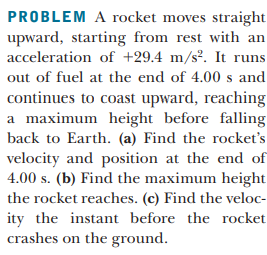 PROBLEM A rocket moves straight
upward, starting from rest with an
acceleration of +29.4 m/s². It runs
out of fuel at the end of 4.00 s and
continues to coast upward, reaching
a maximum height before falling
back to Earth. (a) Find the rocket's
velocity and position at the end of
4.00 s. (b) Find the maximum height
the rocket reaches. (c) Find the veloc-
ity the instant before the rocket
crashes on the ground.